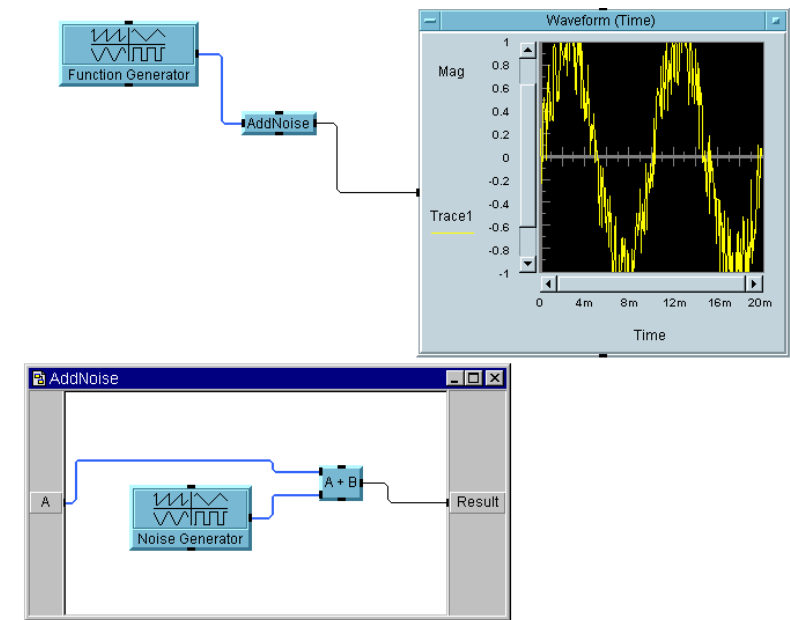 Function Generator
AddNoise
Waveform (Time)
Mag
1
0.8
0.6
0.4
0.2
0
-0.2
-0.4
-0.6
-0.8
-1
Trace1
0 4m 8m 12m 16m 20m
Time
AddNoise
A
A + B
Noise Generator
Result